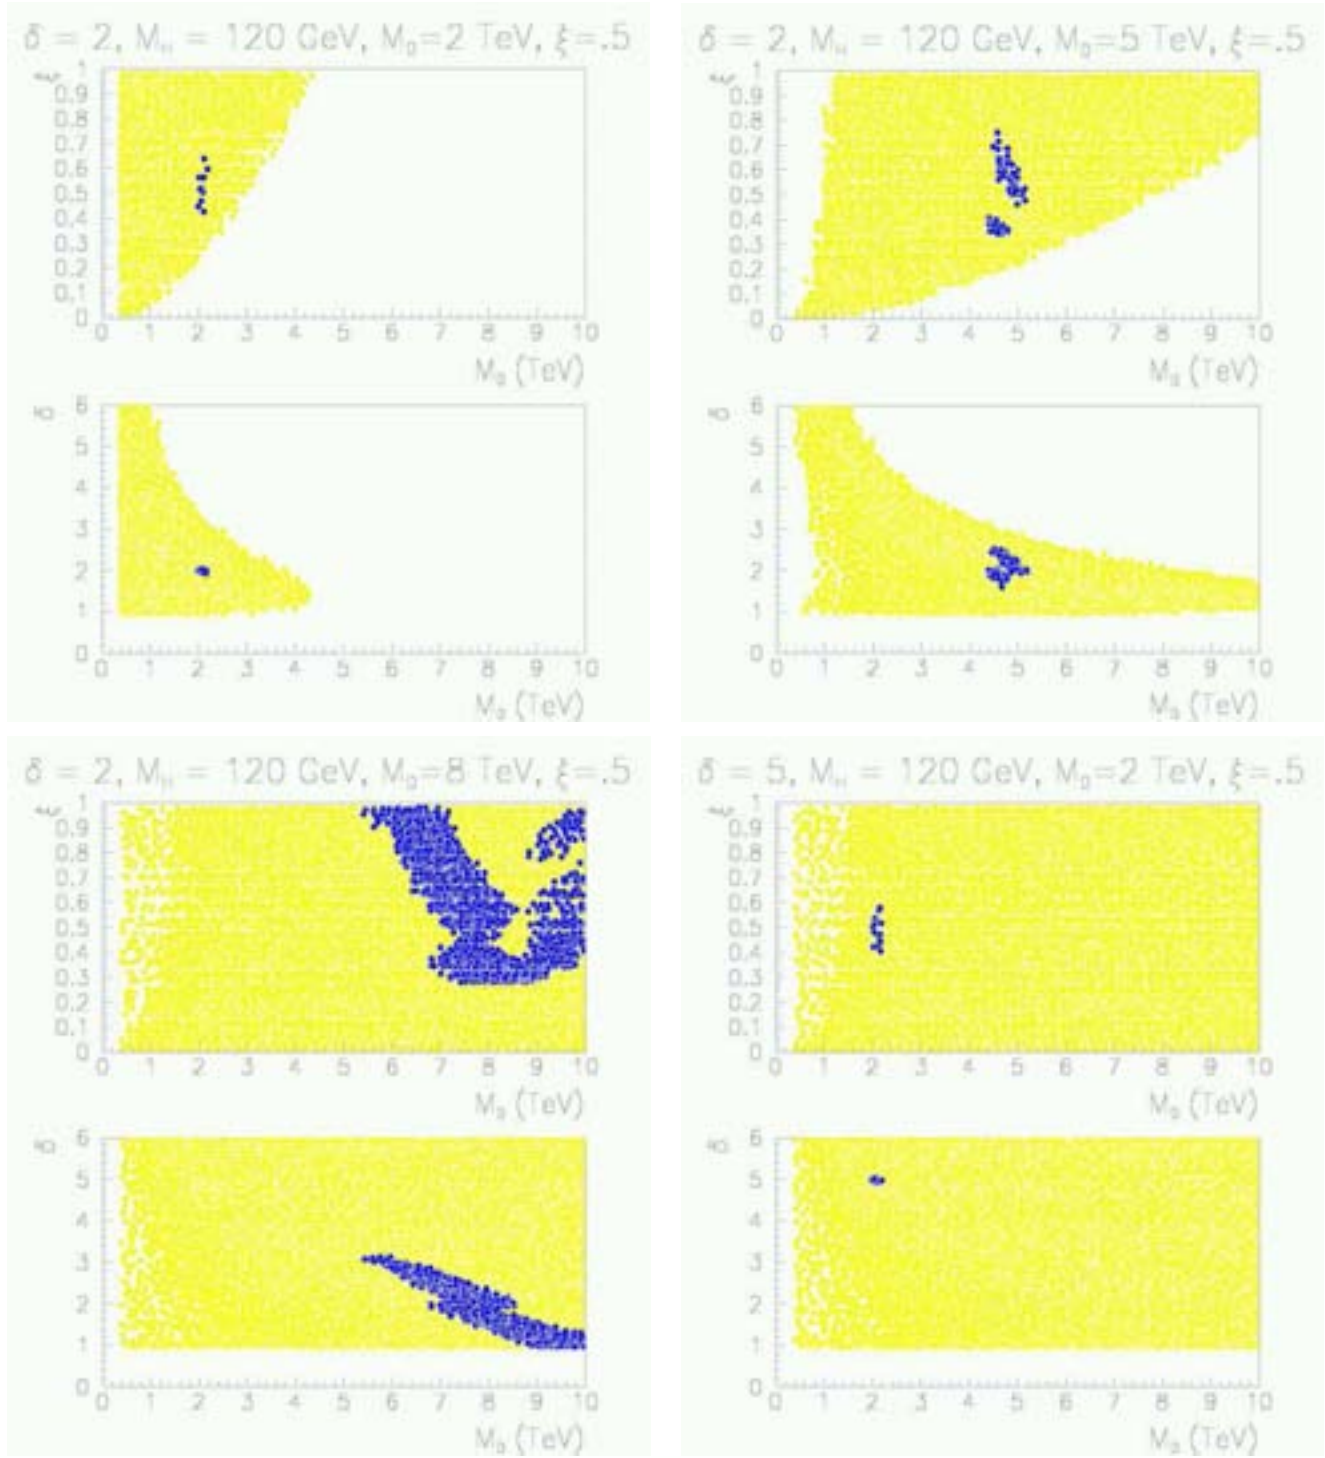 δ = 2, M_H = 120 GeV, M_D=2 TeV, ξ=.5
ξ
1
0.9
0.8
0.7
0.6
0.5
0.4
0.3
0.2
0.1
0
0 1 2 3 4 5 6 7 8 9 10
M_D (TeV)
δ
6
5
4
3
2
1
0
0 1 2 3 4 5 6 7 8 9 10
M_D (TeV)
δ = 2, M_H = 120 GeV, M_D=5 TeV, ξ=.5
ξ
1
0.9
0.8
0.7
0.6
0.5
0.4
0.3
0.2
0.1
0
0 1 2 3 4 5 6 7 8 9 10
M_D (TeV)
δ
6
5
4
3
2
1
0
0 1 2 3 4 5 6 7 8 9 10
M_D (TeV)
δ = 2, M_H = 120 GeV, M_D=8 TeV, ξ=.5
ξ
1
0.9
0.8
0.7
0.6
0.5
0.4
0.3
0.2
0.1
0
0 1 2 3 4 5 6 7 8 9 10
M_D (TeV)
δ
6
5
4
3
2
1
0
0 1 2 3 4 5 6 7 8 9 10
M_D (TeV)
δ = 5, M_H = 120 GeV, M_D=2 TeV, ξ=.5
ξ
1
0.9
0.8
0.7
0.6
0.5
0.4
0.3
0.2
0.1
0
0 1 2 3 4 5 6 7 8 9 10
M_D (TeV)
δ
6
5
4
3
2
1
0
0 1 2 3 4 5 6 7 8 9 10
M_D (TeV)